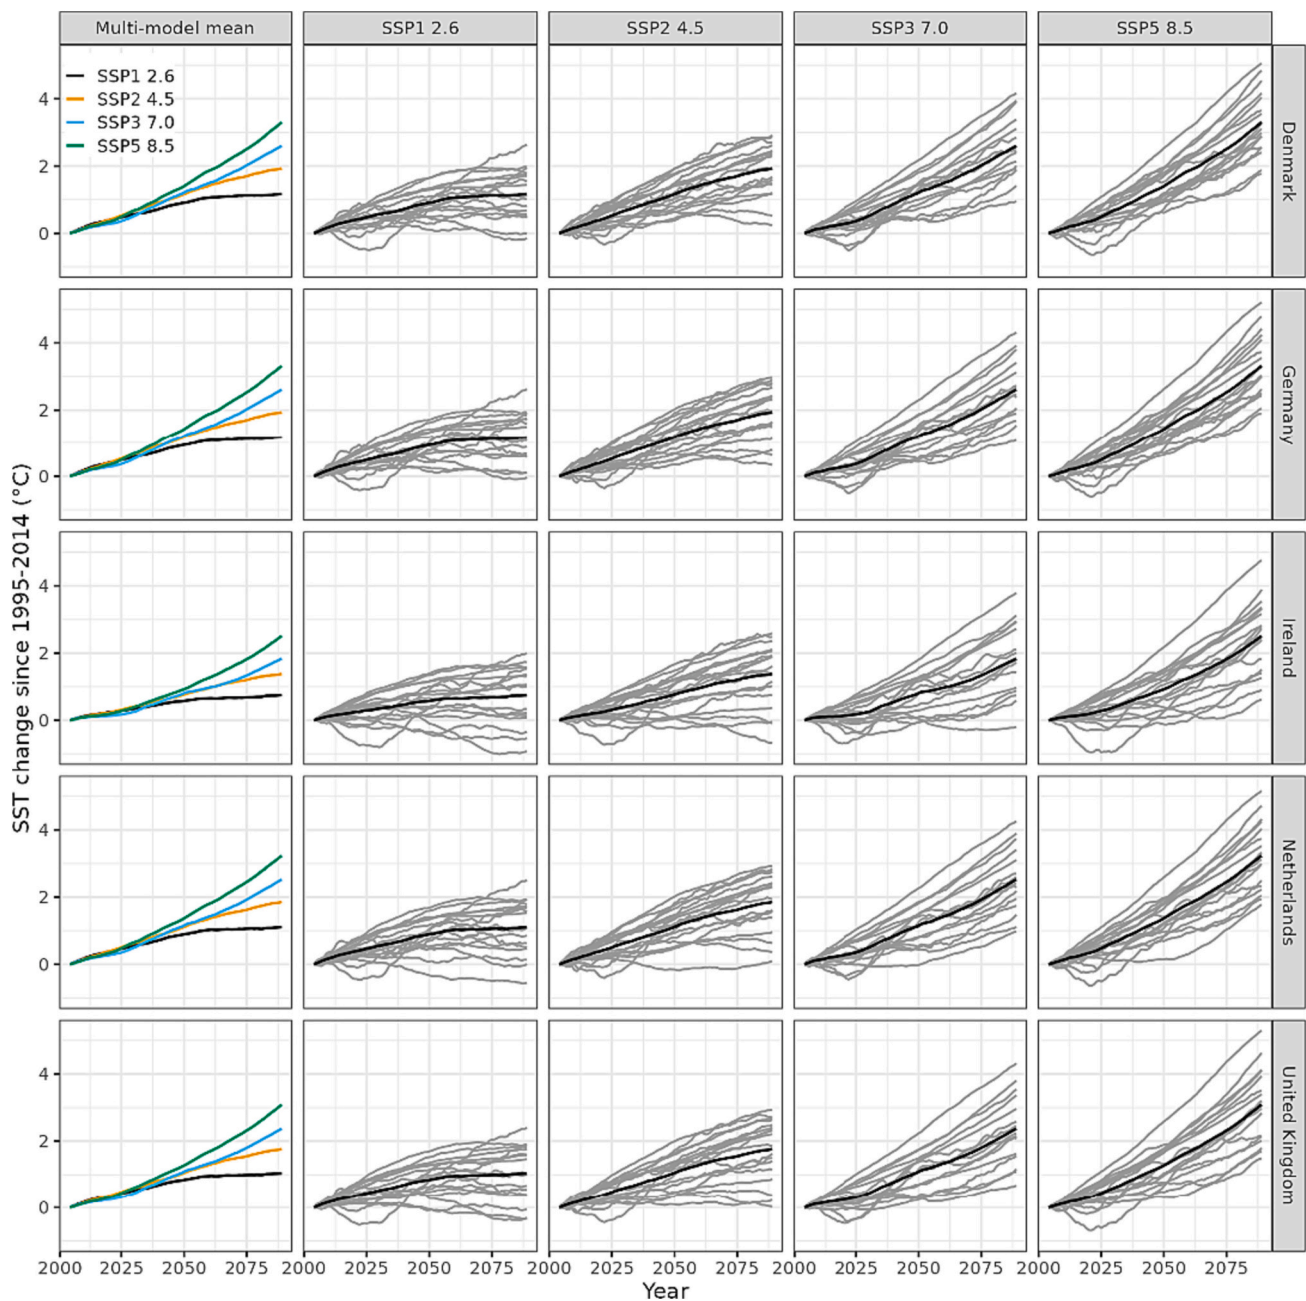 Multi-model mean SSP1 2.6 SSP2 4.5 SSP3 7.0 SSP5 8.5
SSP1 2.6
SSP2 4.5
SSP3 7.0
SSP5 8.5
4
2
0
Denmark
4
2
0
Germany
SST change since 1995-2014 (°C)
4
2
0
Ireland
4
2
0
Netherlands
4
2
0
United Kingdom
2000 2025 2050 2075 2000 2025 2050 2075 2000 2025 2050 2075 2000 2025 2050 2075 2000 2025 2050 2075
Year